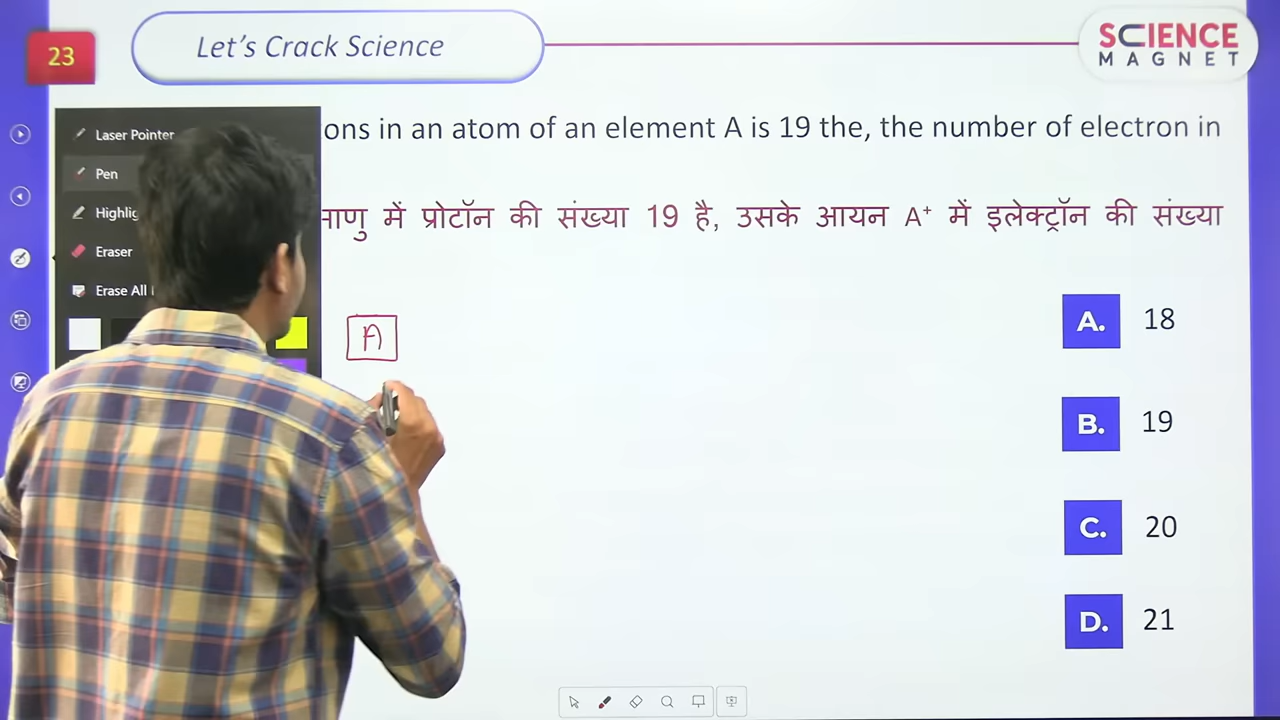 23
Let's Crack Science
SCIENCE
MAGNET
Laser Pointer
ons in an atom of an element A is 19 the, the number of electron in
Pen
में प्रोटॉन की संख्या 19 है, उसके आयन A⁺ में इलेक्ट्रॉन की संख्या
Eraser
Erase All
A
A. 18
B. 19
C. 20
D. 21